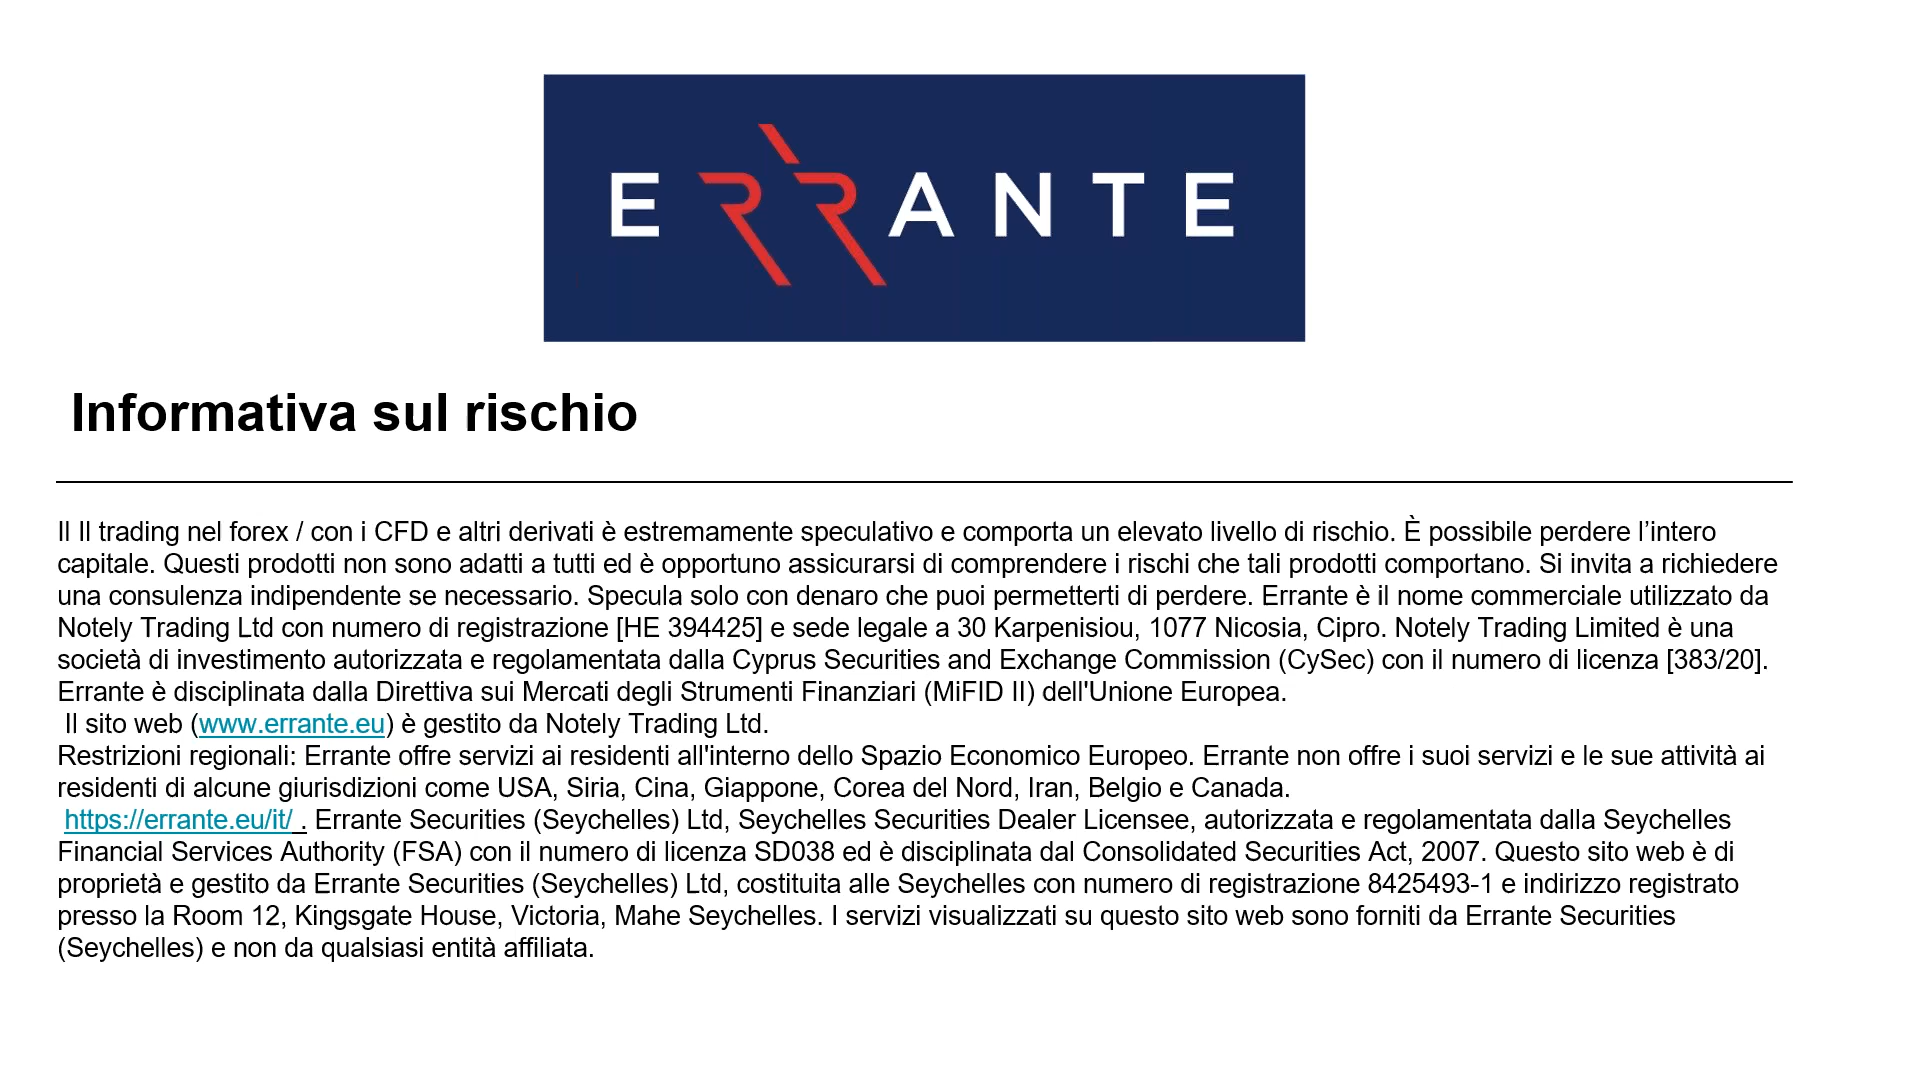 ERRANTE
Informativa sul rischio
Il Il trading nel forex / con i CFD e altri derivati è estremamente speculativo e comporta un elevato livello di rischio. È possibile perdere l’intero
capitale. Questi prodotti non sono adatti a tutti ed è opportuno assicurarsi di comprendere i rischi che tali prodotti comportano. Si invita a richiedere
una consulenza indipendente se necessario. Specula solo con denaro che puoi permetterti di perdere. Errante è il nome commerciale utilizzato da
Notely Trading Ltd con numero di registrazione [HE 394425] e sede legale a 30 Karpenisiou, 1077 Nicosia, Cipro. Notely Trading Limited è una
società di investimento autorizzata e regolamentata dalla Cyprus Securities and Exchange Commission (CySec) con il numero di licenza [383/20].
Errante è disciplinata dalla Direttiva sui Mercati degli Strumenti Finanziari (MiFID II) dell'Unione Europea.
Il sito web (www.errante.eu) è gestito da Notely Trading Ltd.
Restrizioni regionali: Errante offre servizi ai residenti all'interno dello Spazio Economico Europeo. Errante non offre i suoi servizi e le sue attività ai
residenti di alcune giurisdizioni come USA, Siria, Cina, Giappone, Corea del Nord, Iran, Belgio e Canada.
https://errante.eu/it/ . Errante Securities (Seychelles) Ltd, Seychelles Securities Dealer Licensee, autorizzata e regolamentata dalla Seychelles
Financial Services Authority (FSA) con il numero di licenza SD038 ed è disciplinata dal Consolidated Securities Act, 2007. Questo sito web è di
proprietà e gestito da Errante Securities (Seychelles) Ltd, costituita alle Seychelles con numero di registrazione 8425493-1 e indirizzo registrato
presso la Room 12, Kingsgate House, Victoria, Mahe Seychelles. I servizi visualizzati su questo sito web sono forniti da Errante Securities
(Seychelles) e non da qualsiasi entità affiliata.